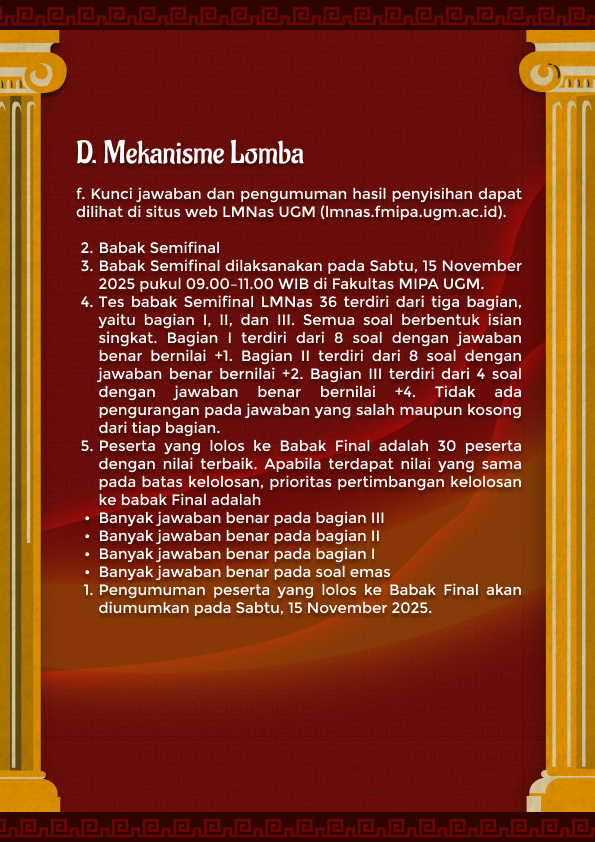 D. Mekanisme Lomba
f. Kunci jawaban dan pengumuman hasil penyisihan dapat
dilihat di situs web LMNas UGM (lmnas.fmipa.ugm.ac.id).
2. Babak Semifinal
3. Babak Semifinal dilaksanakan pada Sabtu, 15 November
2025 pukul 09.00–11.00 WIB di Fakultas MIPA UGM.
4. Tes babak Semifinal LMNas 36 terdiri dari tiga bagian,
yaitu bagian I, II, dan III. Semua soal berbentuk isian
singkat. Bagian I terdiri dari 8 soal dengan jawaban
benar bernilai +1. Bagian II terdiri dari 8 soal dengan
jawaban benar bernilai +2. Bagian III terdiri dari 4 soal
dengan jawaban benar bernilai +4. Tidak ada
pengurangan pada jawaban yang salah maupun kosong
dari tiap bagian.
5. Peserta yang lolos ke Babak Final adalah 30 peserta
dengan nilai terbaik. Apabila terdapat nilai yang sama
pada batas kelolosan, prioritas pertimbangan kelolosan
ke babak Final adalah
• Banyak jawaban benar pada bagian III
• Banyak jawaban benar pada bagian II
• Banyak jawaban benar pada bagian I
• Banyak jawaban benar pada soal emas
1. Pengumuman peserta yang lolos ke Babak Final akan
diumumkan pada Sabtu, 15 November 2025.